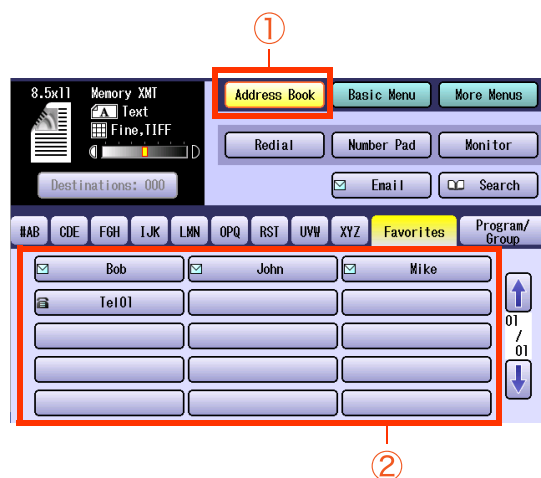 ①
8.5x11 Memory XMT
Text
Fine,TIFF
D
Destinations: 000
Address Book Basic Menu More Menus
Redial Number Pad Monitor
Email Search
#AB CDE FGH IJK LMN OPQ RST UVW XYZ Favorites Program/
Group
Bob John Mike
Tel01
01
/
01
②